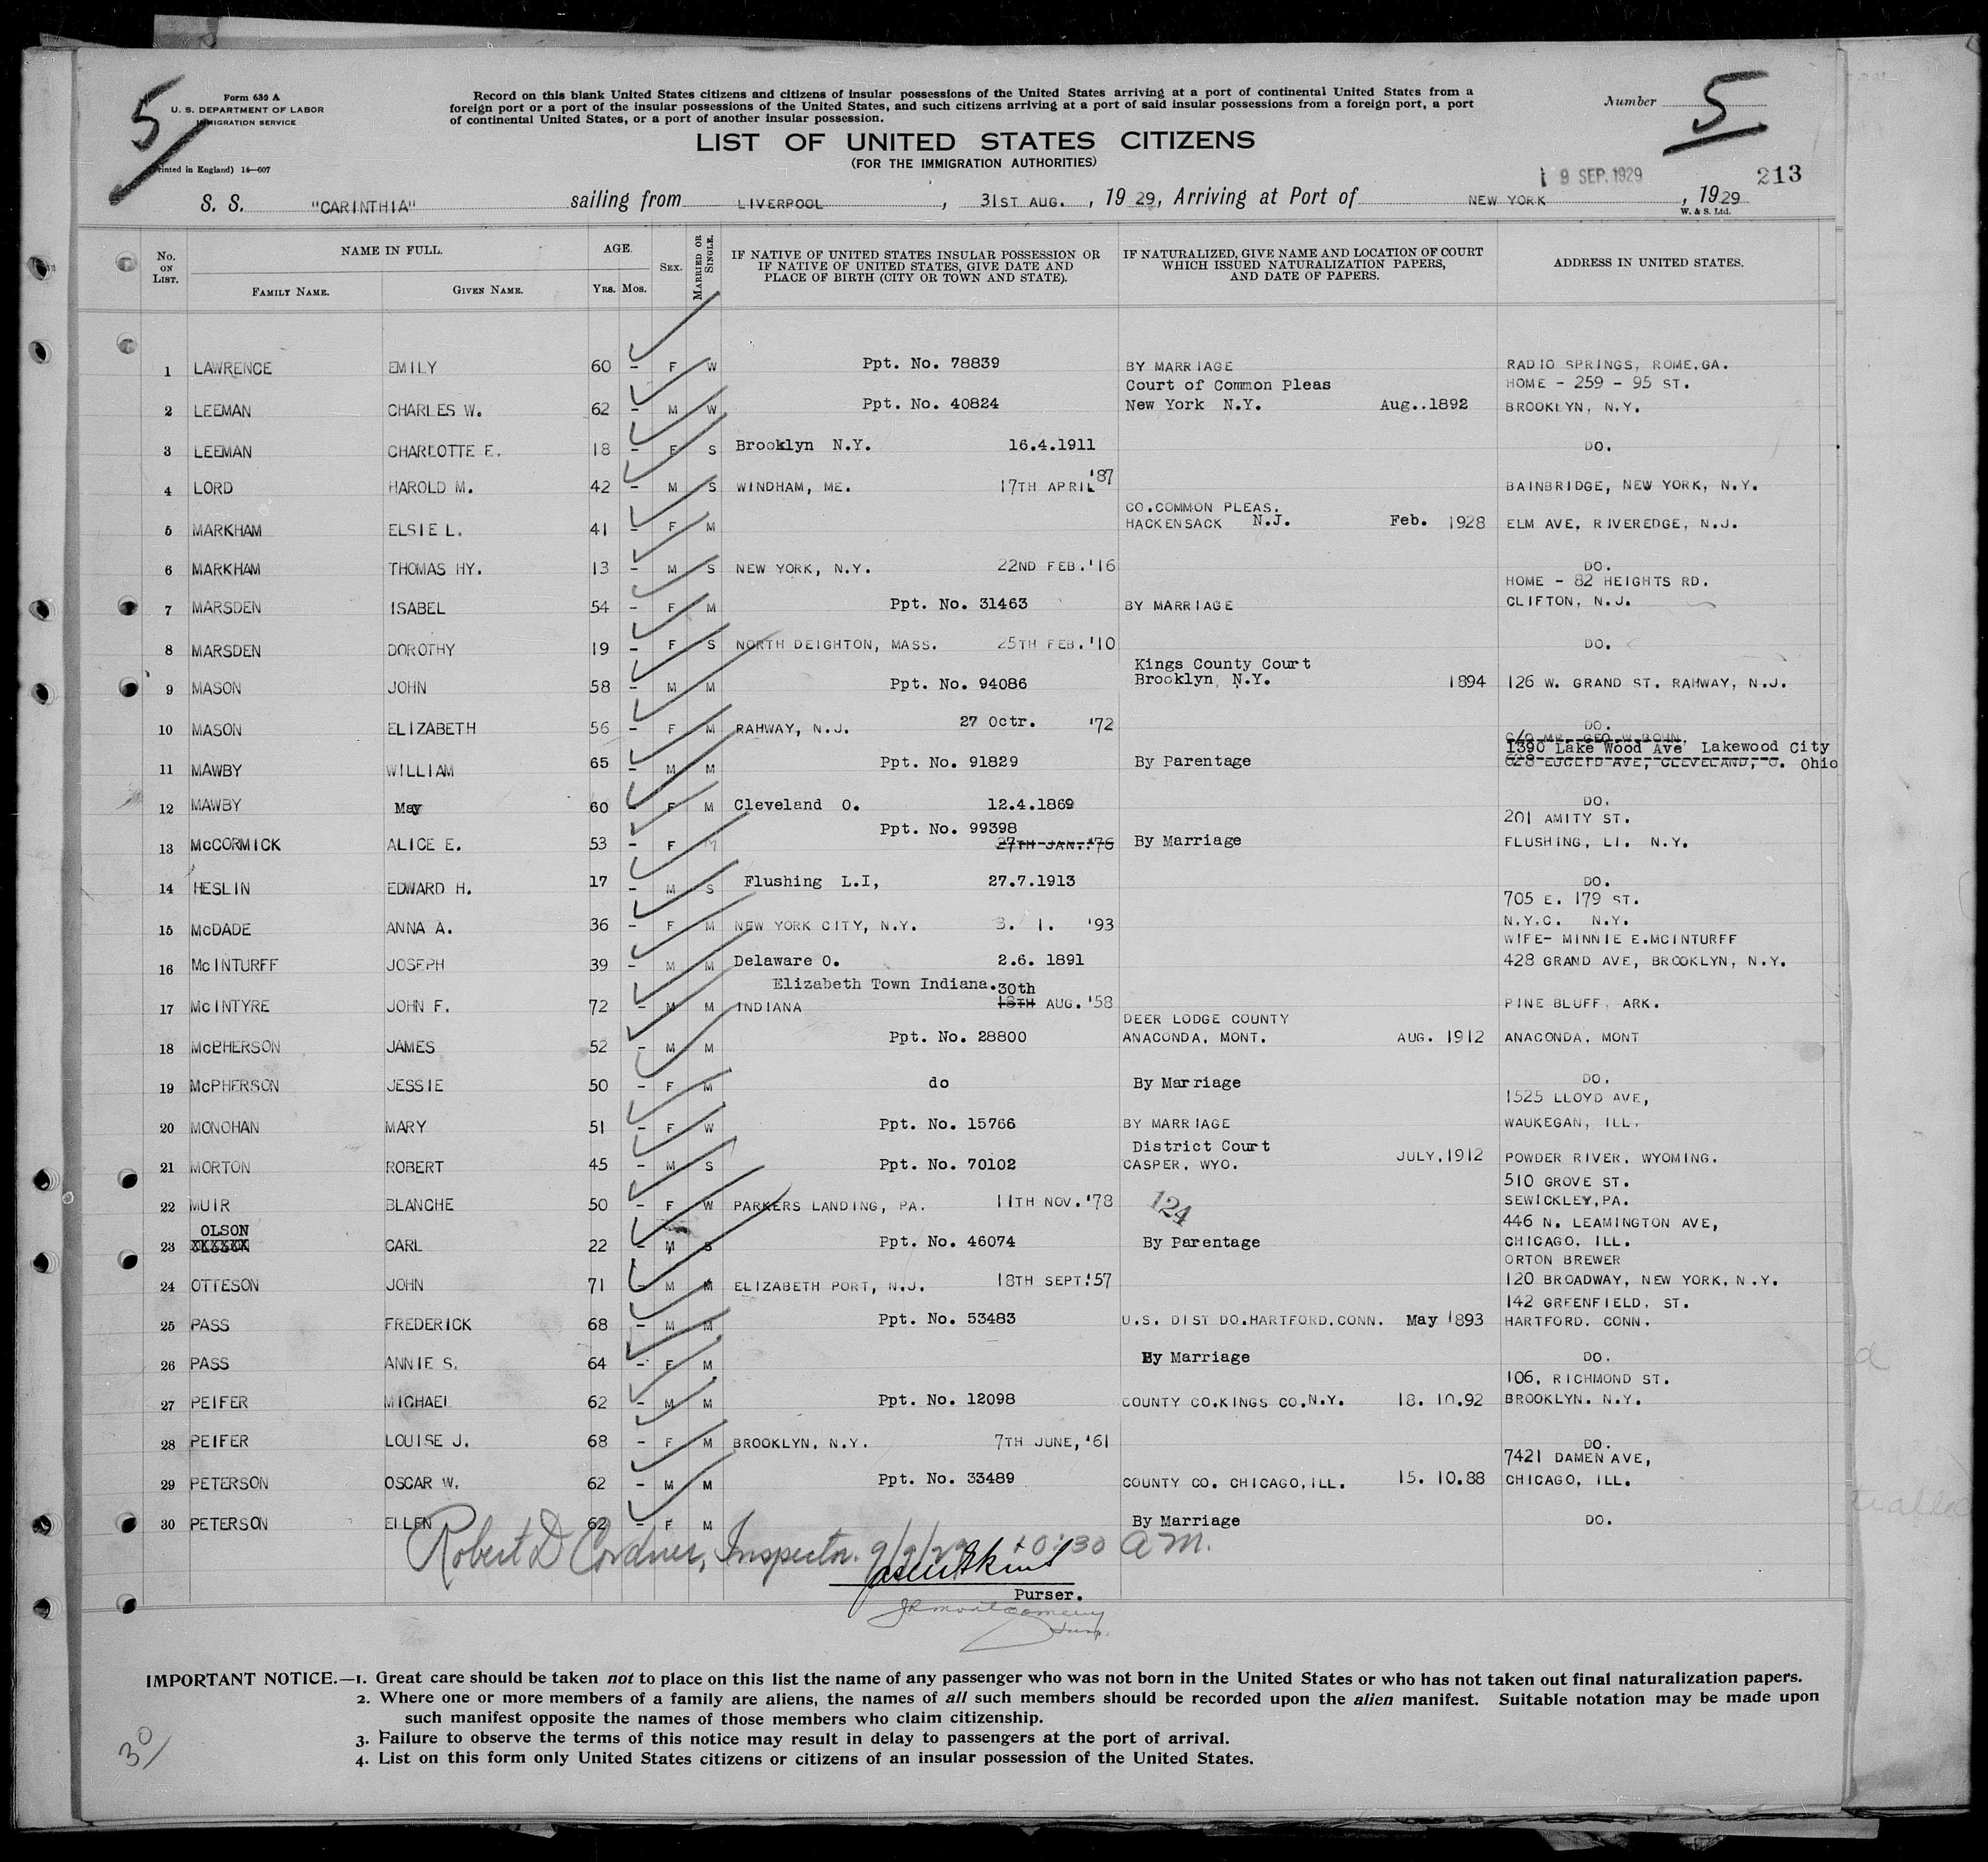 5
Form 630 A
U. S. DEPARTMENT OF LABOR
IMMIGRATION SERVICE
(Printed in England) 14—607
Record on this blank United States citizens and citizens of insular possessions of the United States arriving at a port of continental United States from a
foreign port or a port of the insular possessions of the United States, and such citizens arriving at a port of said insular possessions from a foreign port, a port
of continental United States, or a port of another insular possession.
LIST OF UNITED STATES CITIZENS
(FOR THE IMMIGRATION AUTHORITIES)
Number 5
9 SEP. 1929 213
S. S. "CARINTHIA" sailing from LIVERPOOL, 31ST AUG., 1929, Arriving at Port of NEW YORK, 1929
W. & S. Ltd.
No. ON LIST. NAME IN FULL. FAMILY NAME. GIVEN NAME. AGE. YRS. MOS. SEX. MARRIED OR SINGLE. IF NATIVE OF UNITED STATES INSULAR POSSESSION OR IF NATIVE OF UNITED STATES, GIVE DATE AND PLACE OF BIRTH (CITY OR TOWN AND STATE). IF NATURALIZED, GIVE NAME AND LOCATION OF COURT WHICH ISSUED NATURALIZATION PAPERS, AND DATE OF PAPERS. ADDRESS IN UNITED STATES.
1 LAWRENCE EMILY 60 – F W Ppt. No. 78839 BY MARRIAGE RADIO SPRINGS, ROME, GA.
Court of Common Pleas HOME - 259 - 95 ST.
2 LEEMAN CHARLES W. 62 – M W Ppt. No. 40824 New York N.Y. Aug..1892 BROOKLYN, N.Y.
3 LEEMAN CHARLOTTE E. 18 – F S Brooklyn N.Y. 16.4.1911 DO.
4 LORD HAROLD M. 42 – M S WINDHAM, ME. 17TH APRIL '87 BAINBRIDGE, NEW YORK, N.Y.
CO.COMMON PLEAS.
5 MARKHAM ELSIE L. 41 – F M HACKENSACK N.J. Feb. 1928 ELM AVE, RIVEREDGE, N.J.
6 MARKHAM THOMAS HY. 13 – M S NEW YORK, N.Y. 22ND FEB.'16 DO.
HOME - 82 HEIGHTS RD.
7 MARSDEN ISABEL 54 – F M Ppt. No. 31463 BY MARRIAGE CLIFTON, N.J.
8 MARSDEN DOROTHY 19 – F S NORTH DEIGHTON, MASS. 25TH FEB.'10 DO.
Kings County Court
9 MASON JOHN 58 – M M Ppt. No. 94086 Brooklyn, N.Y. 1894 126 W. GRAND ST. RAHWAY, N.J.
10 MASON ELIZABETH 56 – F M RAHWAY, N.J. 27 Octr. '72 DO.
C/O MR. GEO W BOHN.
1390 Lake Wood Ave Lakewood City
11 MAWBY WILLIAM 65 M M Ppt. No. 91829 By Parentage 628 EUCLID AVE, CLEVELAND, O. Ohio
12 MAWBY May 60 – F M Cleveland O. 12.4.1869 DO.
Ppt. No. 99398 201 AMITY ST.
13 McCORMICK ALICE E. 53 – F M 27TH JAN.'76 By Marriage FLUSHING, LI. N.Y.
14 HESLIN EDWARD H. 17 – M S Flushing L.I, 27.7.1913 DO.
705 E. 179 ST.
15 McDADE ANNA A. 36 – F M NEW YORK CITY, N.Y. 3. 1. '93 N.Y.C. N.Y.
WIFE- MINNIE E.MCINTURFF
16 McINTURFF JOSEPH 39 – M M Delaware O. 2.6. 1891 428 GRAND AVE, BROOKLYN, N.Y.
Elizabeth Town Indiana. 30th
17 McINTYRE JOHN F. 72 – M M INDIANA 18TH AUG.'58 PINE BLUFF, ARK.
DEER LODGE COUNTY
18 McPHERSON JAMES 52 – M M Ppt. No. 28800 ANACONDA, MONT. AUG. 1912 ANACONDA, MONT
19 McPHERSON JESSIE 50 – F M do By Marriage DO.
1525 LLOYD AVE,
20 MONOHAN MARY 51 – F W Ppt. No. 15766 BY MARRIAGE WAUKEGAN, ILL.
District Court
21 MORTON ROBERT 45 – M S Ppt. No. 70102 CASPER, WYO. JULY, 1912 POWDER RIVER, WYOMING.
510 GROVE ST.
22 MUIR BLANCHE 50 – F W PARKERS LANDING, PA. 11TH NOV.'78 124 SEWICKLEY, PA.
OLSON 446 N. LEAMINGTON AVE,
23 XXXXXX CARL 22 – M S Ppt. No. 46074 By Parentage CHICAGO, ILL.
ORTON BREWER
24 OTTESON JOHN 71 M M ELIZABETH PORT, N.J. 18TH SEPT.'57 120 BROADWAY, NEW YORK, N.Y.
142 GREENFIELD, ST.
25 PASS FREDERICK 68 – M M Ppt. No. 53483 U.S. DIST DO.HARTFORD.CONN. May 1893 HARTFORD. CONN.
26 PASS ANNIE S. 64 – F M By Marriage DO.
106, RICHMOND ST.
27 PEIFER MICHAEL 62 – M M Ppt. No. 12098 COUNTY CO.KINGS CO.N.Y. 18. 10.92 BROOKLYN. N.Y.
28 PEIFER LOUISE J. 68 – F M BROOKLYN, N.Y. 7TH JUNE, '61 DO.
7421 DAMEN AVE,
29 PETERSON OSCAR W. 62 – M M Ppt. No. 33489 COUNTY CO. CHICAGO, ILL. 15. 10.88 CHICAGO, ILL.
30 PETERSON ELLEN 62 – F M By Marriage DO.
Robert D Cordner, Inspector. 9/9/29 10:30 AM.
Purser.
JR Montgomery
Insp.
IMPORTANT NOTICE.—1. Great care should be taken not to place on this list the name of any passenger who was not born in the United States or who has not taken out final naturalization papers.
2. Where one or more members of a family are aliens, the names of all such members should be recorded upon the alien manifest. Suitable notation may be made upon
such manifest opposite the names of those members who claim citizenship.
3. Failure to observe the terms of this notice may result in delay to passengers at the port of arrival.
4. List on this form only United States citizens or citizens of an insular possession of the United States.
30